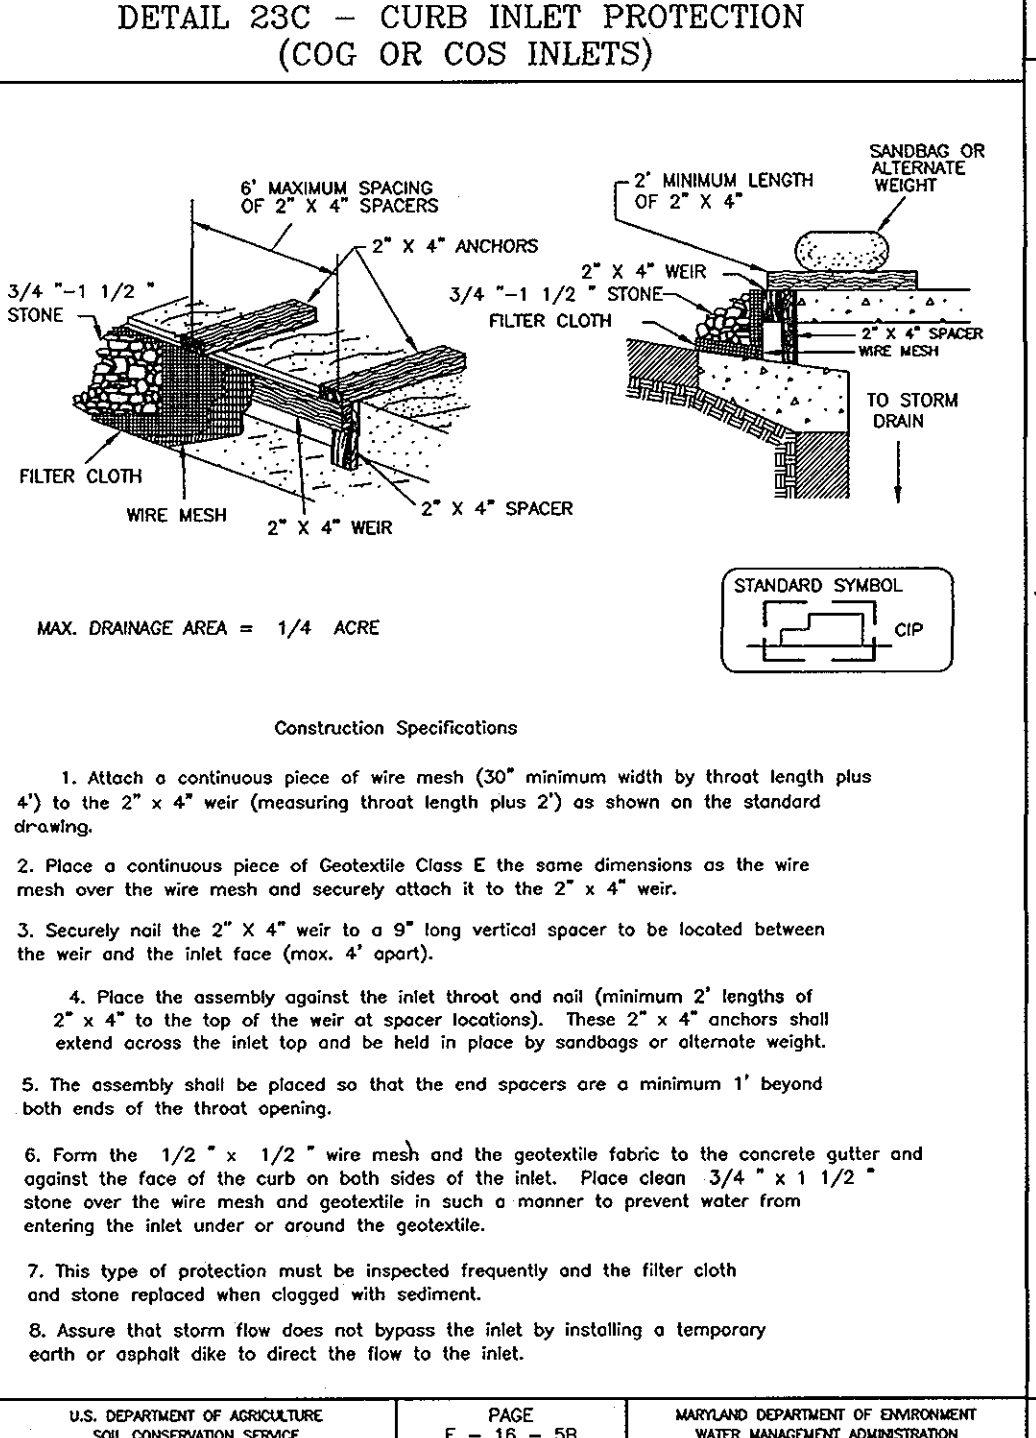 DETAIL 23C - CURB INLET PROTECTION
(COG OR COS INLETS)
6' MAXIMUM SPACING
OF 2" X 4" SPACERS
2" X 4" ANCHORS
3/4 "-1 1/2 "
STONE
FILTER CLOTH
WIRE MESH
2" X 4" WEIR
2" X 4" SPACER
SANDBAG OR
ALTERNATE
WEIGHT
2' MINIMUM LENGTH
OF 2" X 4"
2" X 4" WEIR
3/4 "-1 1/2 " STONE
FILTER CLOTH
2" X 4" SPACER
WIRE MESH
TO STORM
DRAIN
STANDARD SYMBOL
CIP
MAX. DRAINAGE AREA = 1/4 ACRE
Construction Specifications
1. Attach a continuous piece of wire mesh (30" minimum width by throat length plus
4') to the 2" x 4" weir (measuring throat length plus 2') as shown on the standard
drawing.
2. Place a continuous piece of Geotextile Class E the same dimensions as the wire
mesh over the wire mesh and securely attach it to the 2" x 4" weir.
3. Securely nail the 2" X 4" weir to a 9" long vertical spacer to be located between
the weir and the inlet face (max. 4' apart).
4. Place the assembly against the inlet throat and nail (minimum 2' lengths of
2" x 4" to the top of the weir at spacer locations). These 2" x 4" anchors shall
extend across the inlet top and be held in place by sandbags or alternate weight.
5. The assembly shall be placed so that the end spacers are a minimum 1' beyond
both ends of the throat opening.
6. Form the 1/2 " x 1/2 " wire mesh and the geotextile fabric to the concrete gutter and
against the face of the curb on both sides of the inlet. Place clean 3/4 " x 1 1/2 "
stone over the wire mesh and geotextile in such a manner to prevent water from
entering the inlet under or around the geotextile.
7. This type of protection must be inspected frequently and the filter cloth
and stone replaced when clogged with sediment.
8. Assure that storm flow does not bypass the inlet by installing a temporary
earth or asphalt dike to direct the flow to the inlet.
U.S. DEPARTMENT OF AGRICULTURE
SOIL CONSERVATION SERVICE
PAGE
E - 16 - 5B
MARYLAND DEPARTMENT OF ENVIRONMENT
WATER MANAGEMENT ADMINISTRATION